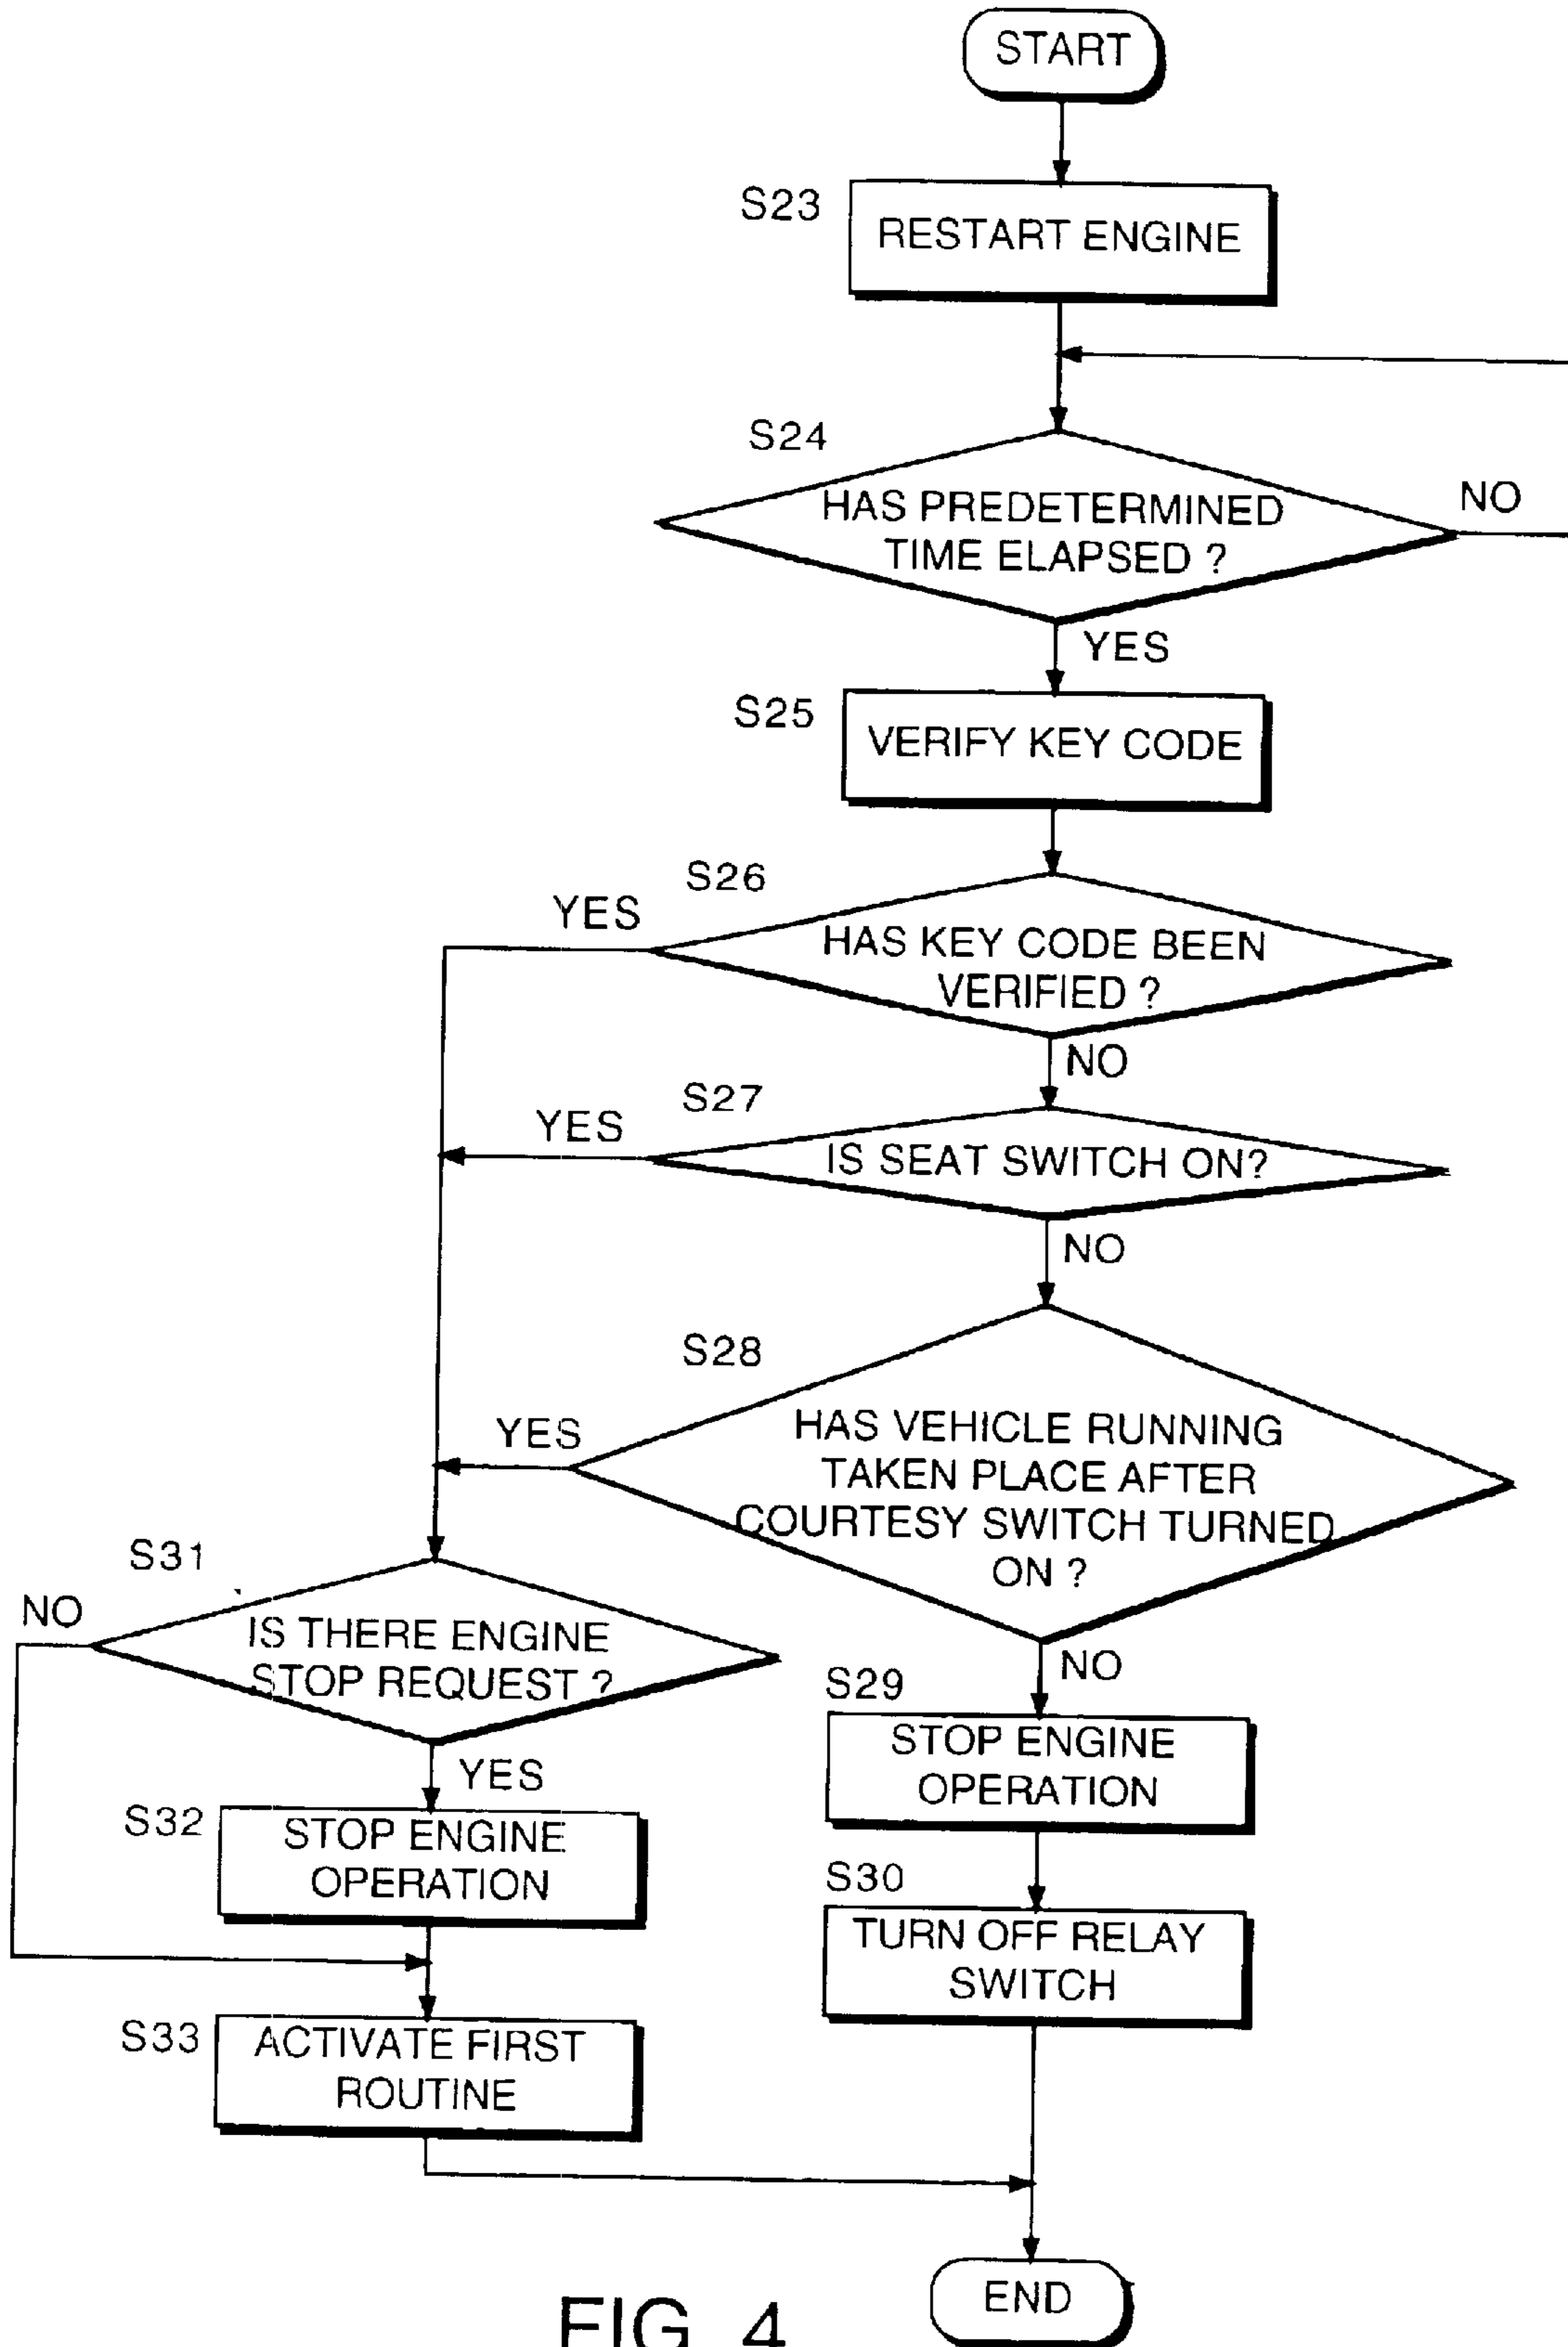 START
S23
RESTART ENGINE
S24
HAS PREDETERMINED
TIME ELAPSED ?
NO
YES
S25
VERIFY KEY CODE
S26
YES
HAS KEY CODE BEEN
VERIFIED ?
NO
S27
YES
IS SEAT SWITCH ON?
NO
S28
YES
HAS VEHICLE RUNNING
TAKEN PLACE AFTER
COURTESY SWITCH TURNED
ON ?
NO
S31
NO
IS THERE ENGINE
STOP REQUEST ?
YES
S29
STOP ENGINE
OPERATION
S32
STOP ENGINE
OPERATION
S30
TURN OFF RELAY
SWITCH
S33
ACTIVATE FIRST
ROUTINE
END
FIG. 4